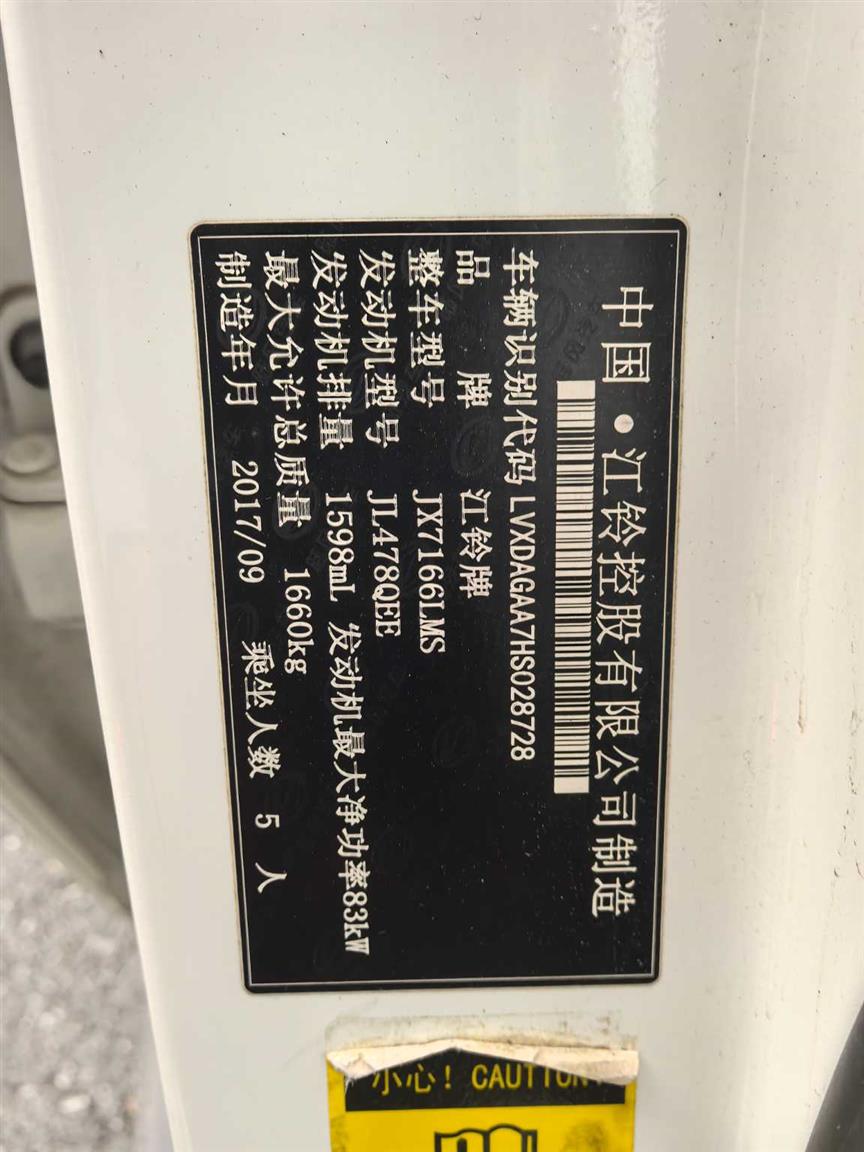 中国·江铃控股有限公司制造
车辆识别代码 LVXDAGAA7HS028728
品 牌 江铃牌
整车型号 JX7166LMS
发动机型号 JL478QEE
发动机排量 1598mL 发动机最大净功率83kW
最大允许总质量 1660kg
制造年月 2017/09 乘坐人数 5 人
小心! CAUTION!